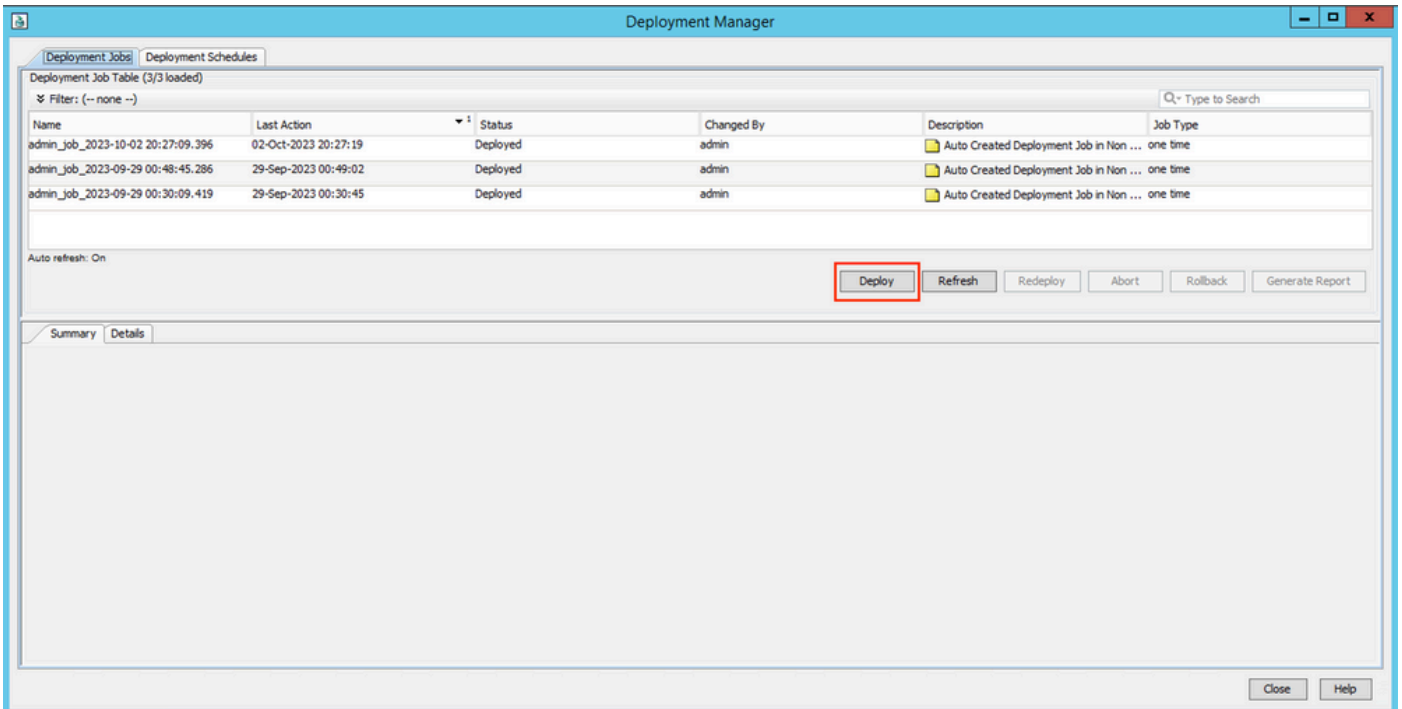 Deployment Manager
Deployment Jobs Deployment Schedules
Deployment Job Table (3/3 loaded)
Filter: (-- none --) Type to Search
Name Last Action 1 Status Changed By Description Job Type
admin_job_2023-10-02 20:27:09.396 02-Oct-2023 20:27:19 Deployed admin Auto Created Deployment Job in Non ... one time
admin_job_2023-09-29 00:48:45.286 29-Sep-2023 00:49:02 Deployed admin Auto Created Deployment Job in Non ... one time
admin_job_2023-09-29 00:30:09.419 29-Sep-2023 00:30:45 Deployed admin Auto Created Deployment Job in Non ... one time
Auto refresh: On
Deploy Refresh Redeploy Abort Rollback Generate Report
Summary Details
Close Help